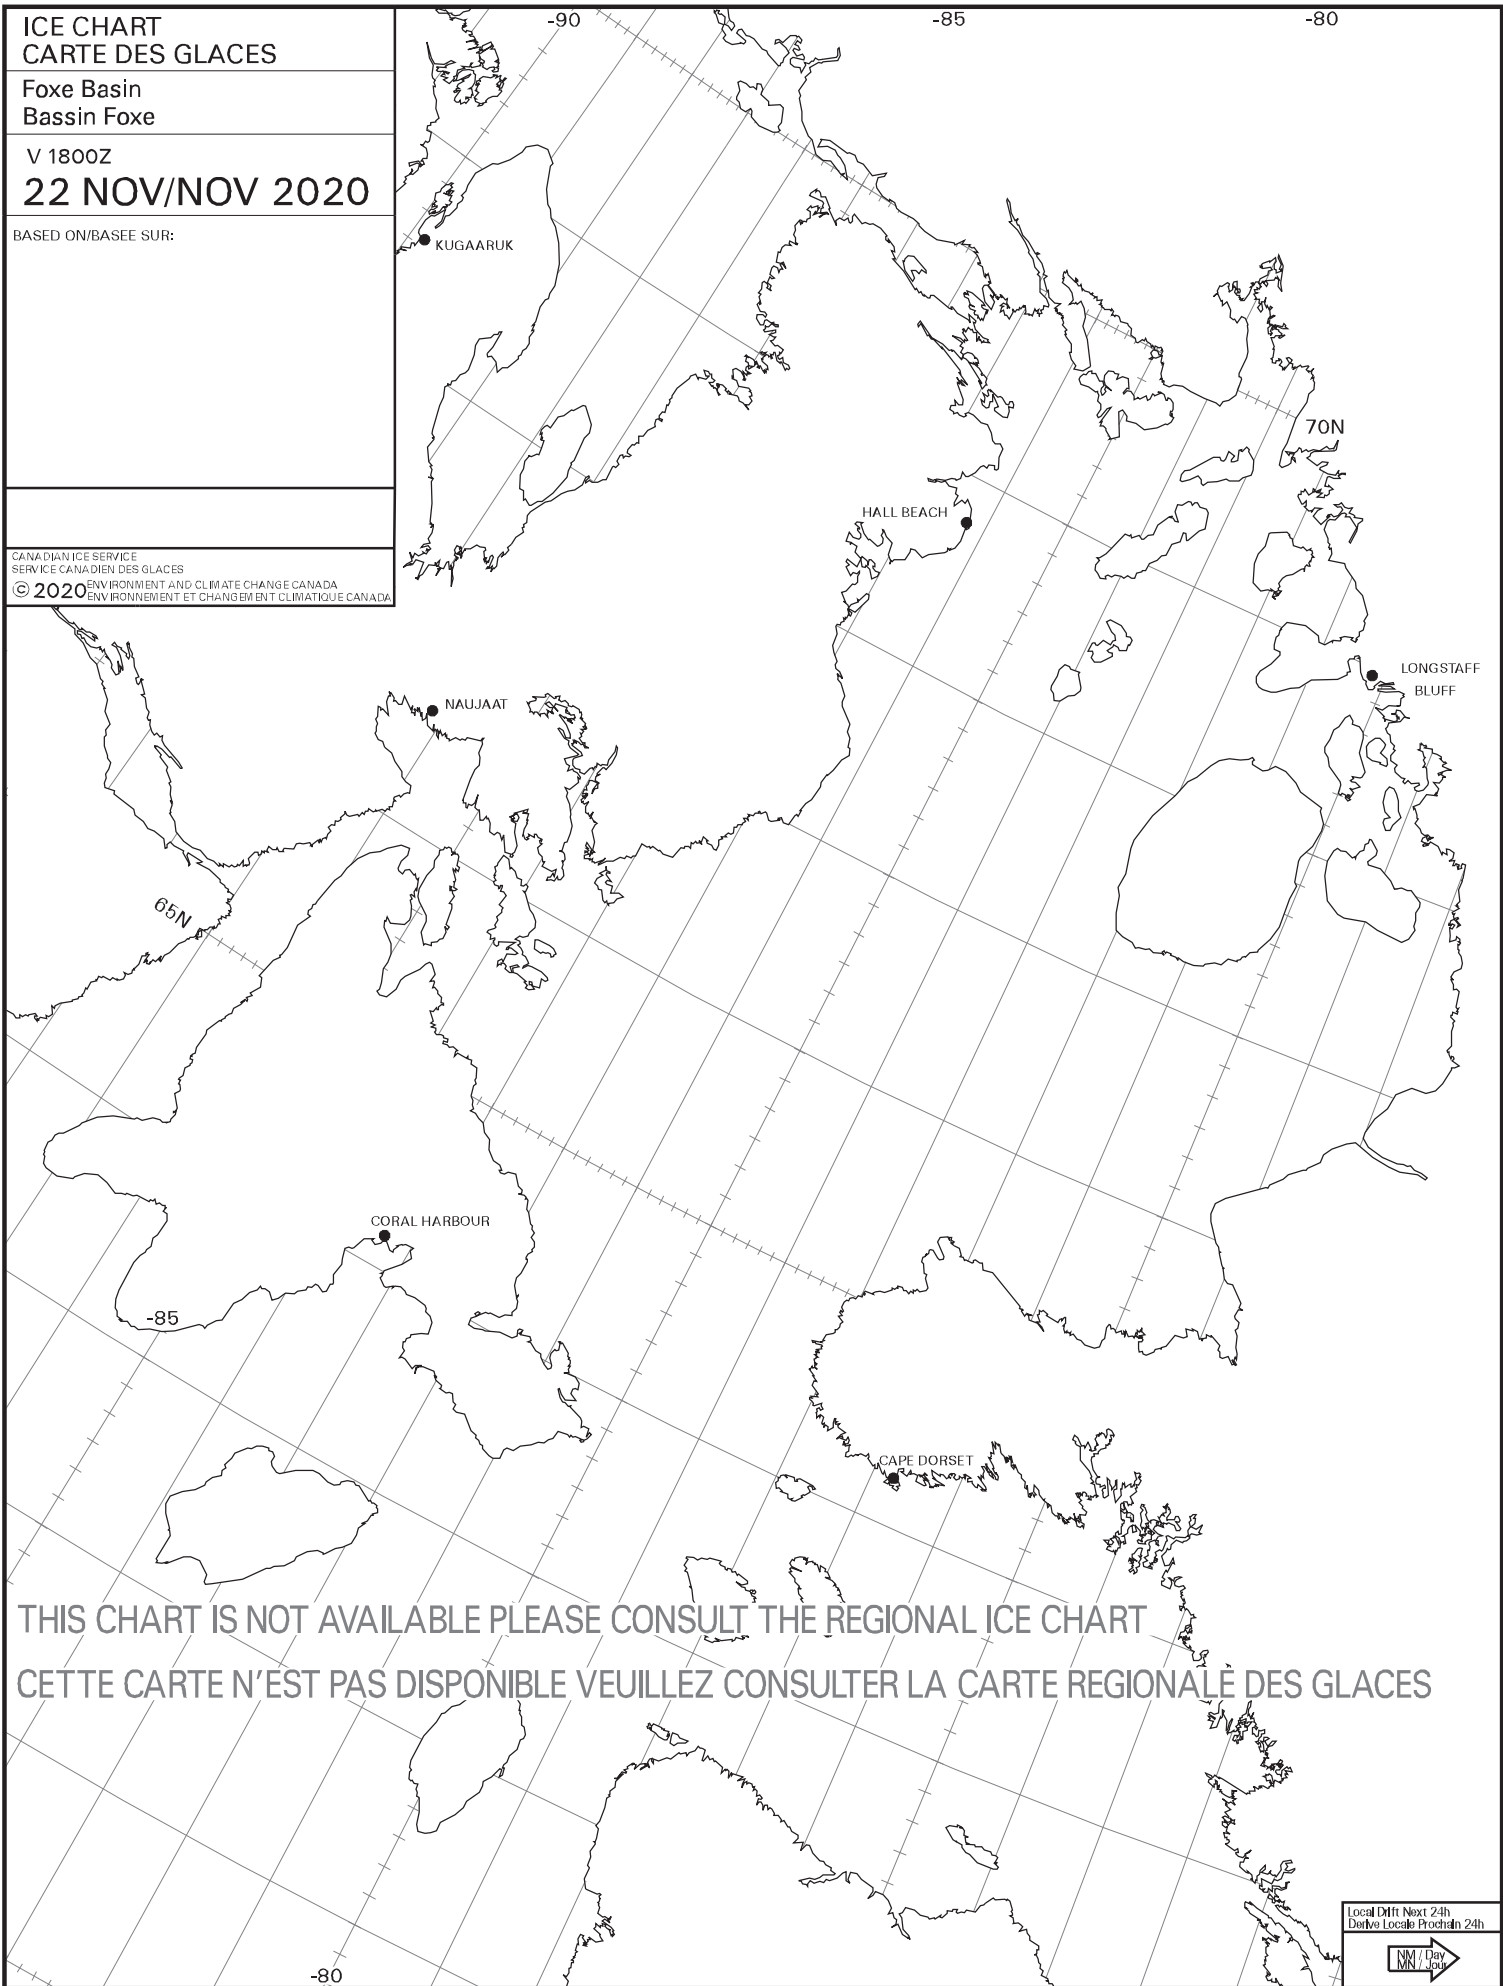 ICE CHART
CARTE DES GLACES
Foxe Basin
Bassin Foxe
V 1800Z
22 NOV/NOV 2020
BASED ON/BASEE SUR:
CANADIAN ICE SERVICE
SERVICE CANADIEN DES GLACES
© 2020 ENVIRONMENT AND CLIMATE CHANGE CANADA
ENVIRONNEMENT ET CHANGEMENT CLIMATIQUE CANADA
-90
-85
-80
KUGAARUK
70N
HALL BEACH
LONGSTAFF
BLUFF
NAUJAAT
65N
CORAL HARBOUR
-85
CAPE DORSET
THIS CHART IS NOT AVAILABLE PLEASE CONSULT THE REGIONAL ICE CHART
CETTE CARTE N'EST PAS DISPONIBLE VEUILLEZ CONSULTER LA CARTE REGIONALE DES GLACES
-80
Local Drift Next 24h
Derive Locale Prochain 24h
NM / Day
MN / Jour